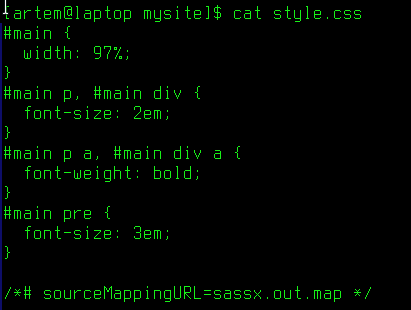 [artem@laptop mysite]$ cat style.css
#main {
  width: 97%;
}
#main p, #main div {
  font-size: 2em;
}
#main p a, #main div a {
  font-weight: bold;
}
#main pre {
  font-size: 3em;
}

/*# sourceMappingURL=sassx.out.map */